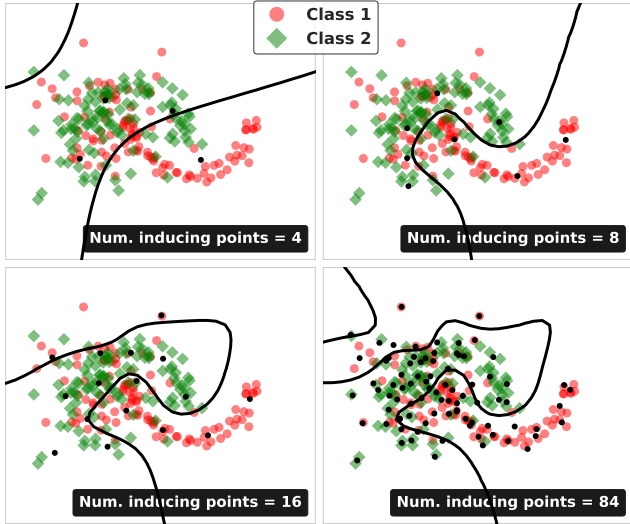 Class 1
Class 2
Num. inducing points = 4
Num. inducing points = 8
Num. inducing points = 16
Num. inducing points = 84